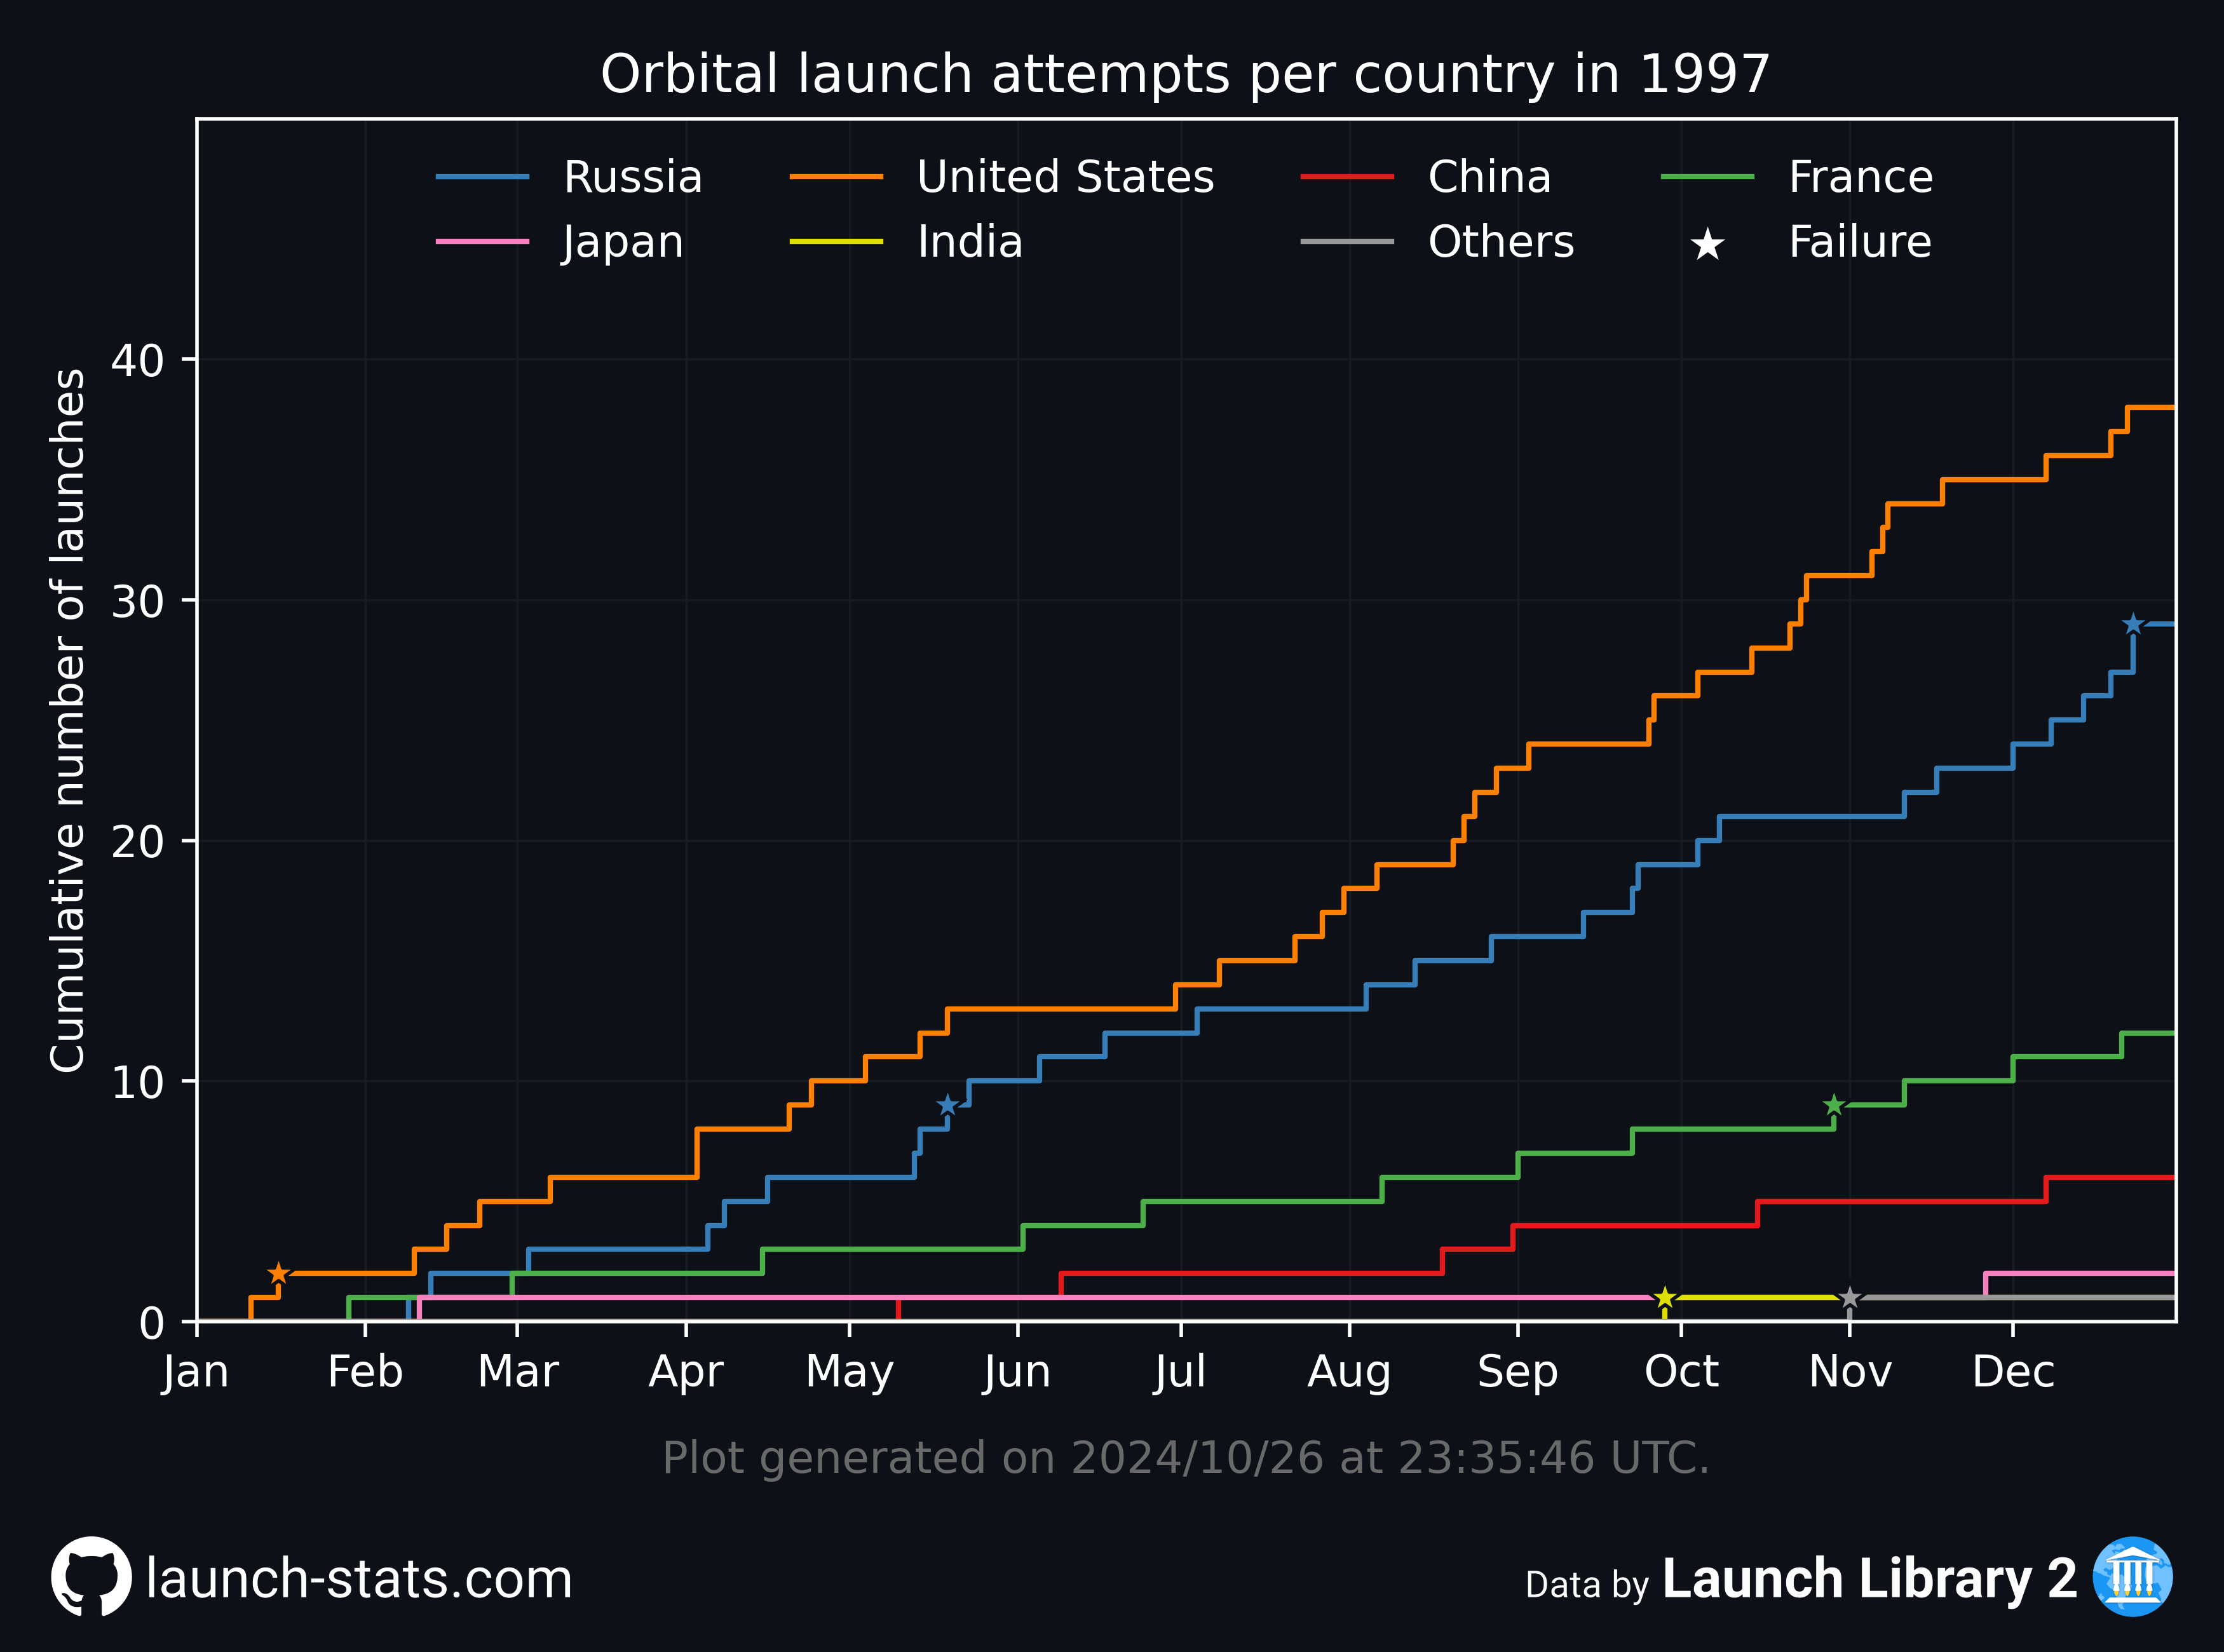 Orbital launch attempts per country in 1997
Russia United States China France
Japan India Others Failure
Cumulative number of launches
40
30
20
10
0
Jan Feb Mar Apr May Jun Jul Aug Sep Oct Nov Dec
Plot generated on 2024/10/26 at 23:35:46 UTC.
launch-stats.com
Data by Launch Library 2